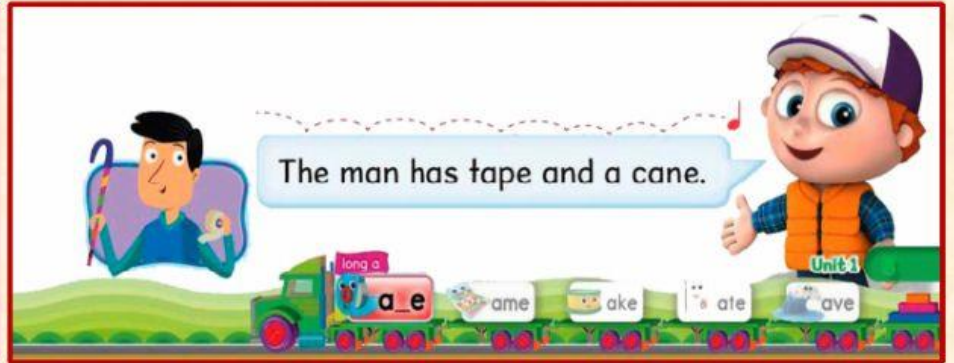 The man has tape and a cane.
Unit 1
long a
a_e
ame
ake
ate
ave